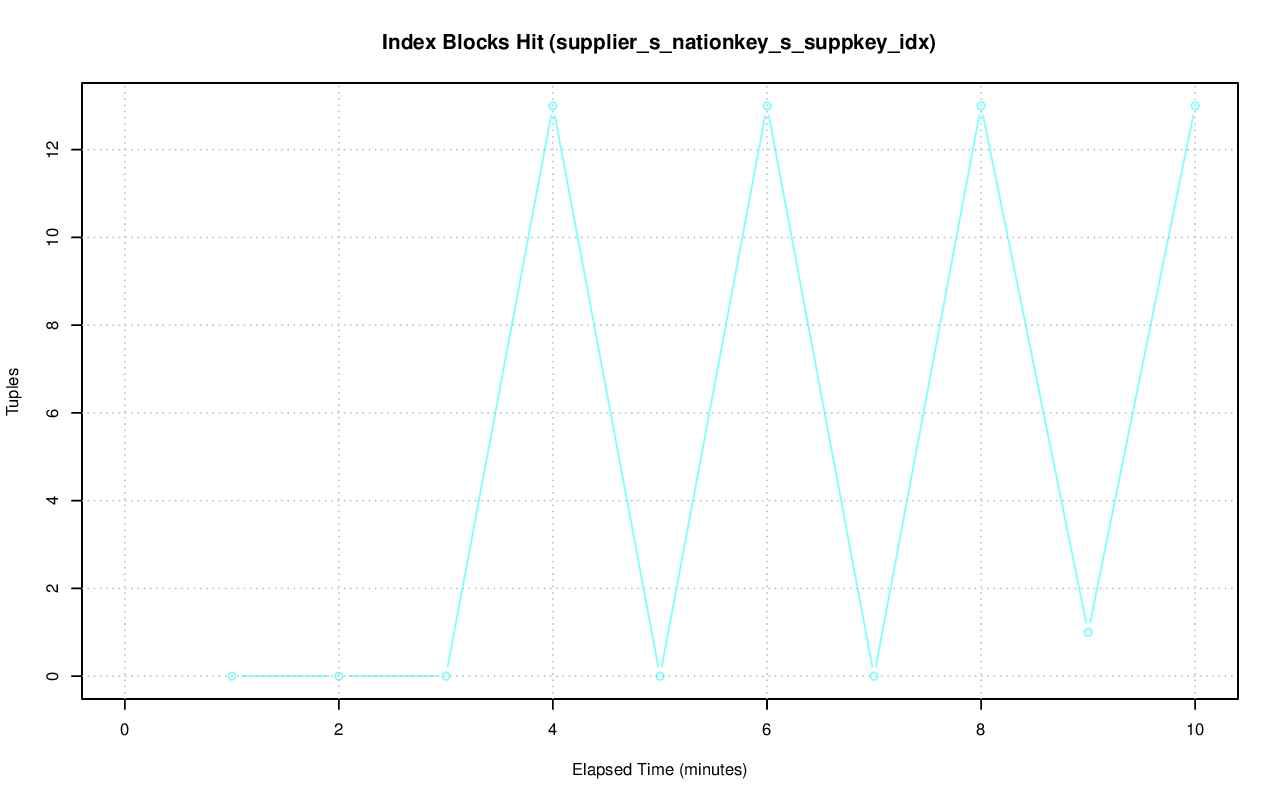 Index Blocks Hit (supplier_s_nationkey_s_suppkey_idx)
Tuples
12
10
8
6
4
2
0
0 2 4 6 8 10
Elapsed Time (minutes)